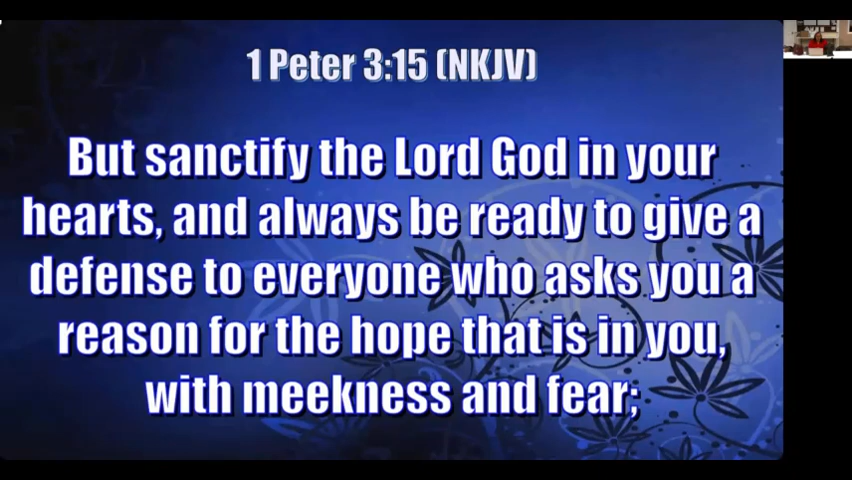 1 Peter 3:15 (NKJV)
But sanctify the Lord God in your
hearts, and always be ready to give a
defense to everyone who asks you a
reason for the hope that is in you,
with meekness and fear;